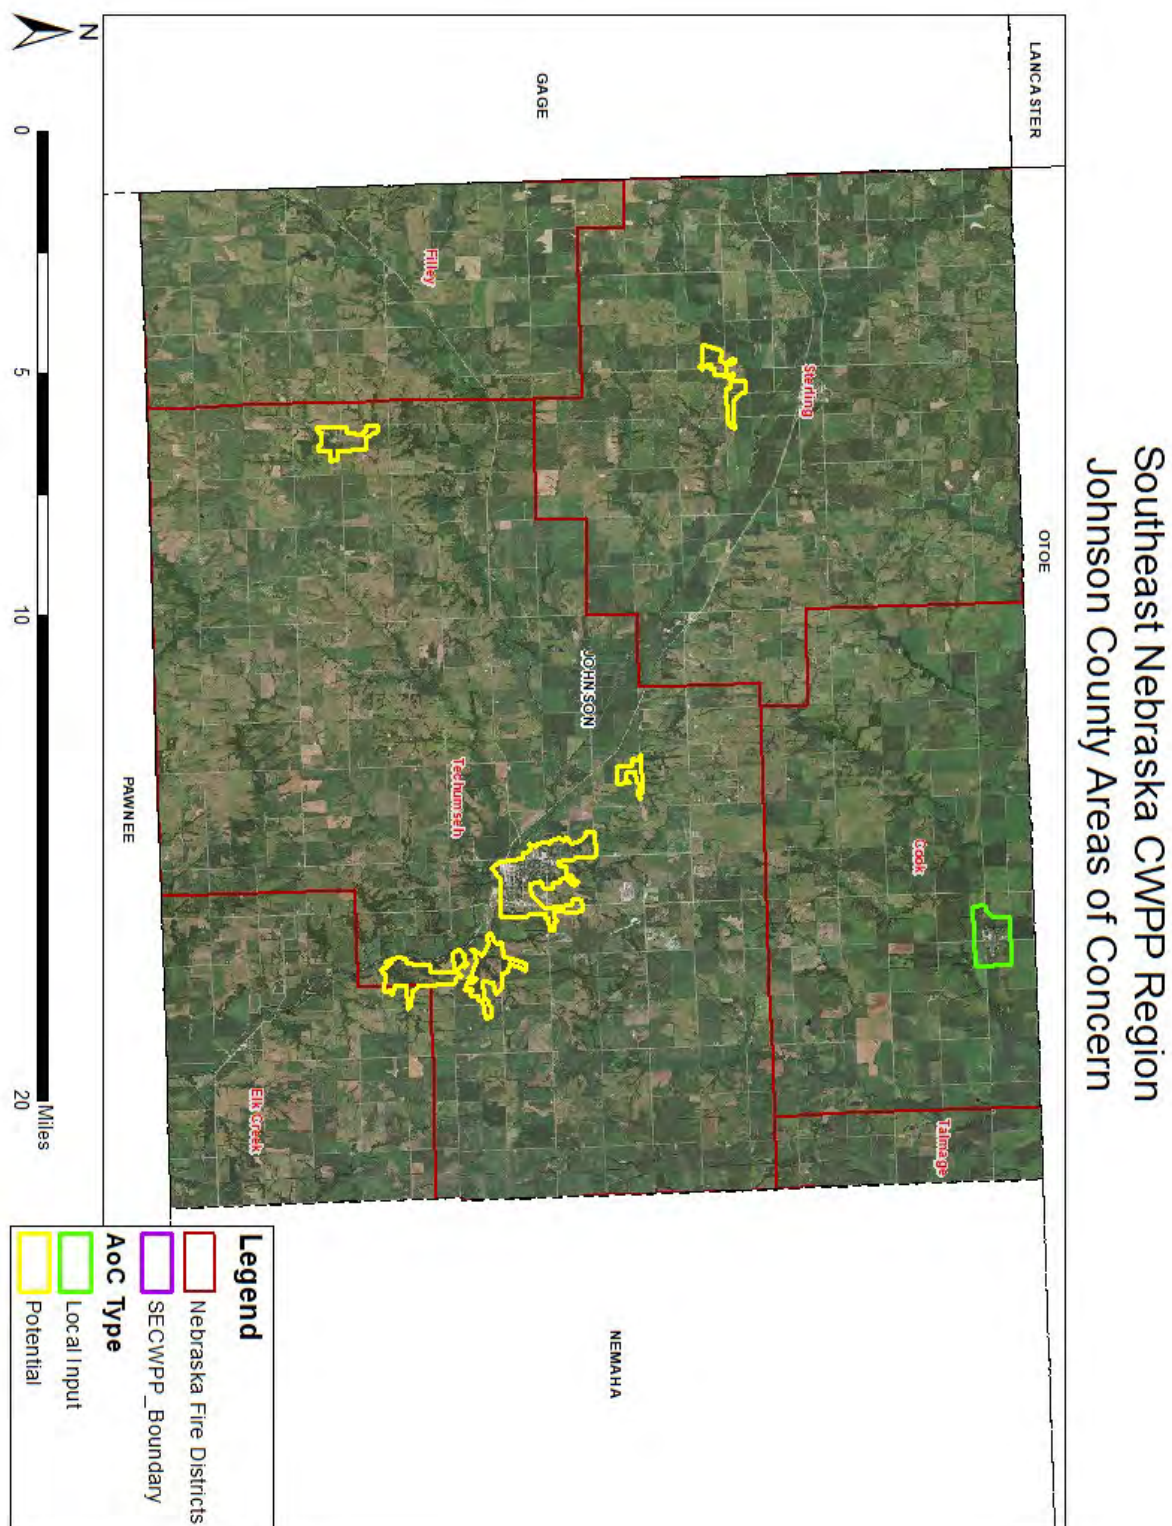 Southeast Nebraska CWPP Region
Johnson County Areas of Concern
LANCASTER
OTOE
GAGE
Sterling
Cook
Talmage
JOHNSON
Filley
Tecumseh
Elk Creek
NEMAHA
PAWNEE
N
0
5
10
20
Miles
Legend
Nebraska Fire Districts
SECWPP_Boundary
AoC Type
Local Input
Potential